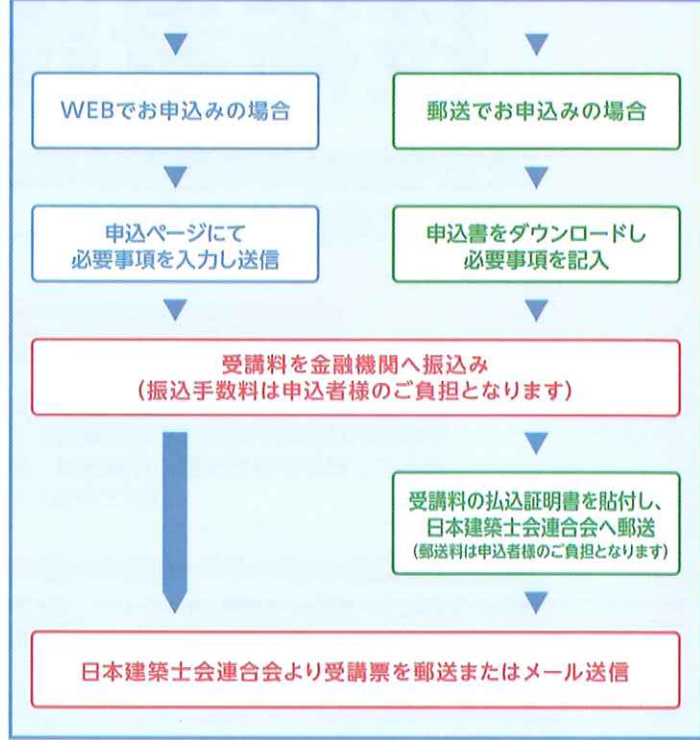 WEBでお申込みの場合
郵送でお申込みの場合
申込ページにて
必要事項を入力し送信
申込書をダウンロードし
必要事項を記入
受講料を金融機関へ振込み
(振込手数料は申込者様のご負担となります)
受講料の払込証明書を貼付し、
日本建築士会連合会へ郵送
(郵送料は申込者様のご負担となります)
日本建築士会連合会より受講票を郵送またはメール送信